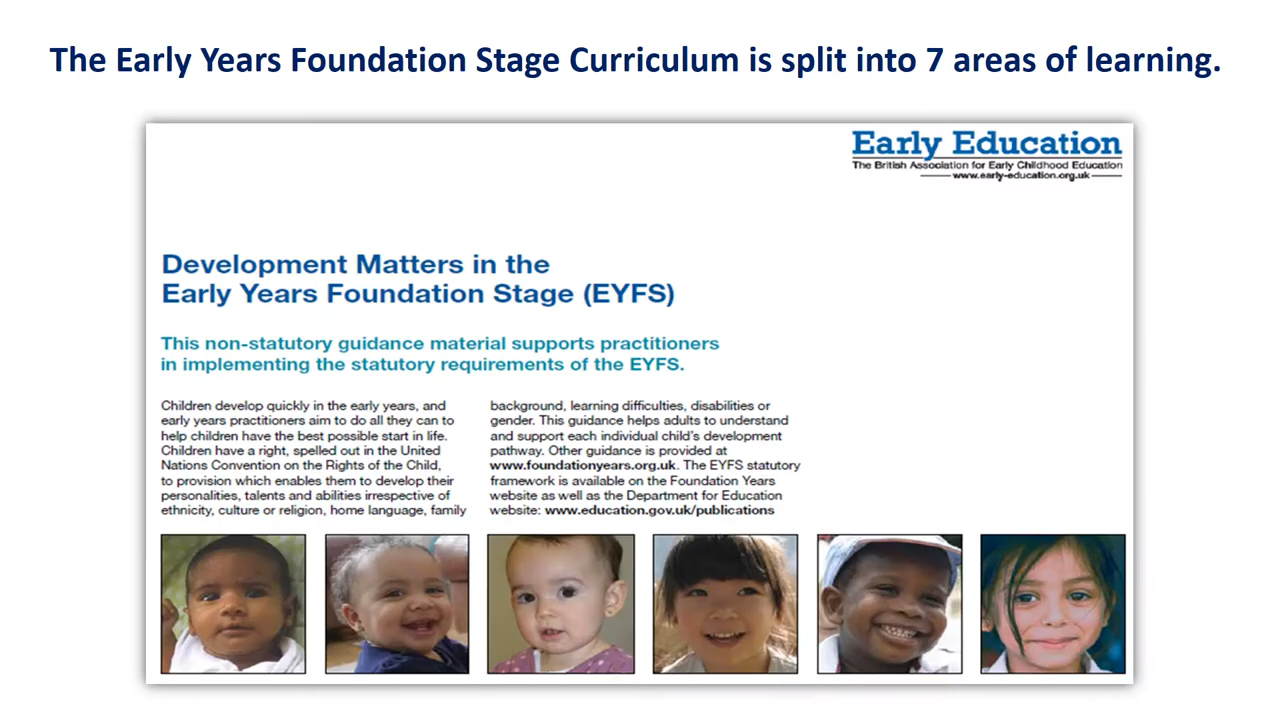 The Early Years Foundation Stage Curriculum is split into 7 areas of learning.
Early Education
The British Association for Early Childhood Education
www.early-education.org.uk
Development Matters in the
Early Years Foundation Stage (EYFS)
This non-statutory guidance material supports practitioners
in implementing the statutory requirements of the EYFS.
Children develop quickly in the early years, and
early years practitioners aim to do all they can to
help children have the best possible start in life.
Children have a right, spelled out in the United
Nations Convention on the Rights of the Child,
to provision which enables them to develop their
personalities, talents and abilities irrespective of
ethnicity, culture or religion, home language, family
background, learning difficulties, disabilities or
gender. This guidance helps adults to understand
and support each individual child's development
pathway. Other guidance is provided at
www.foundationyears.org.uk. The EYFS statutory
framework is available on the Foundation Years
website as well as the Department for Education
website: www.education.gov.uk/publications